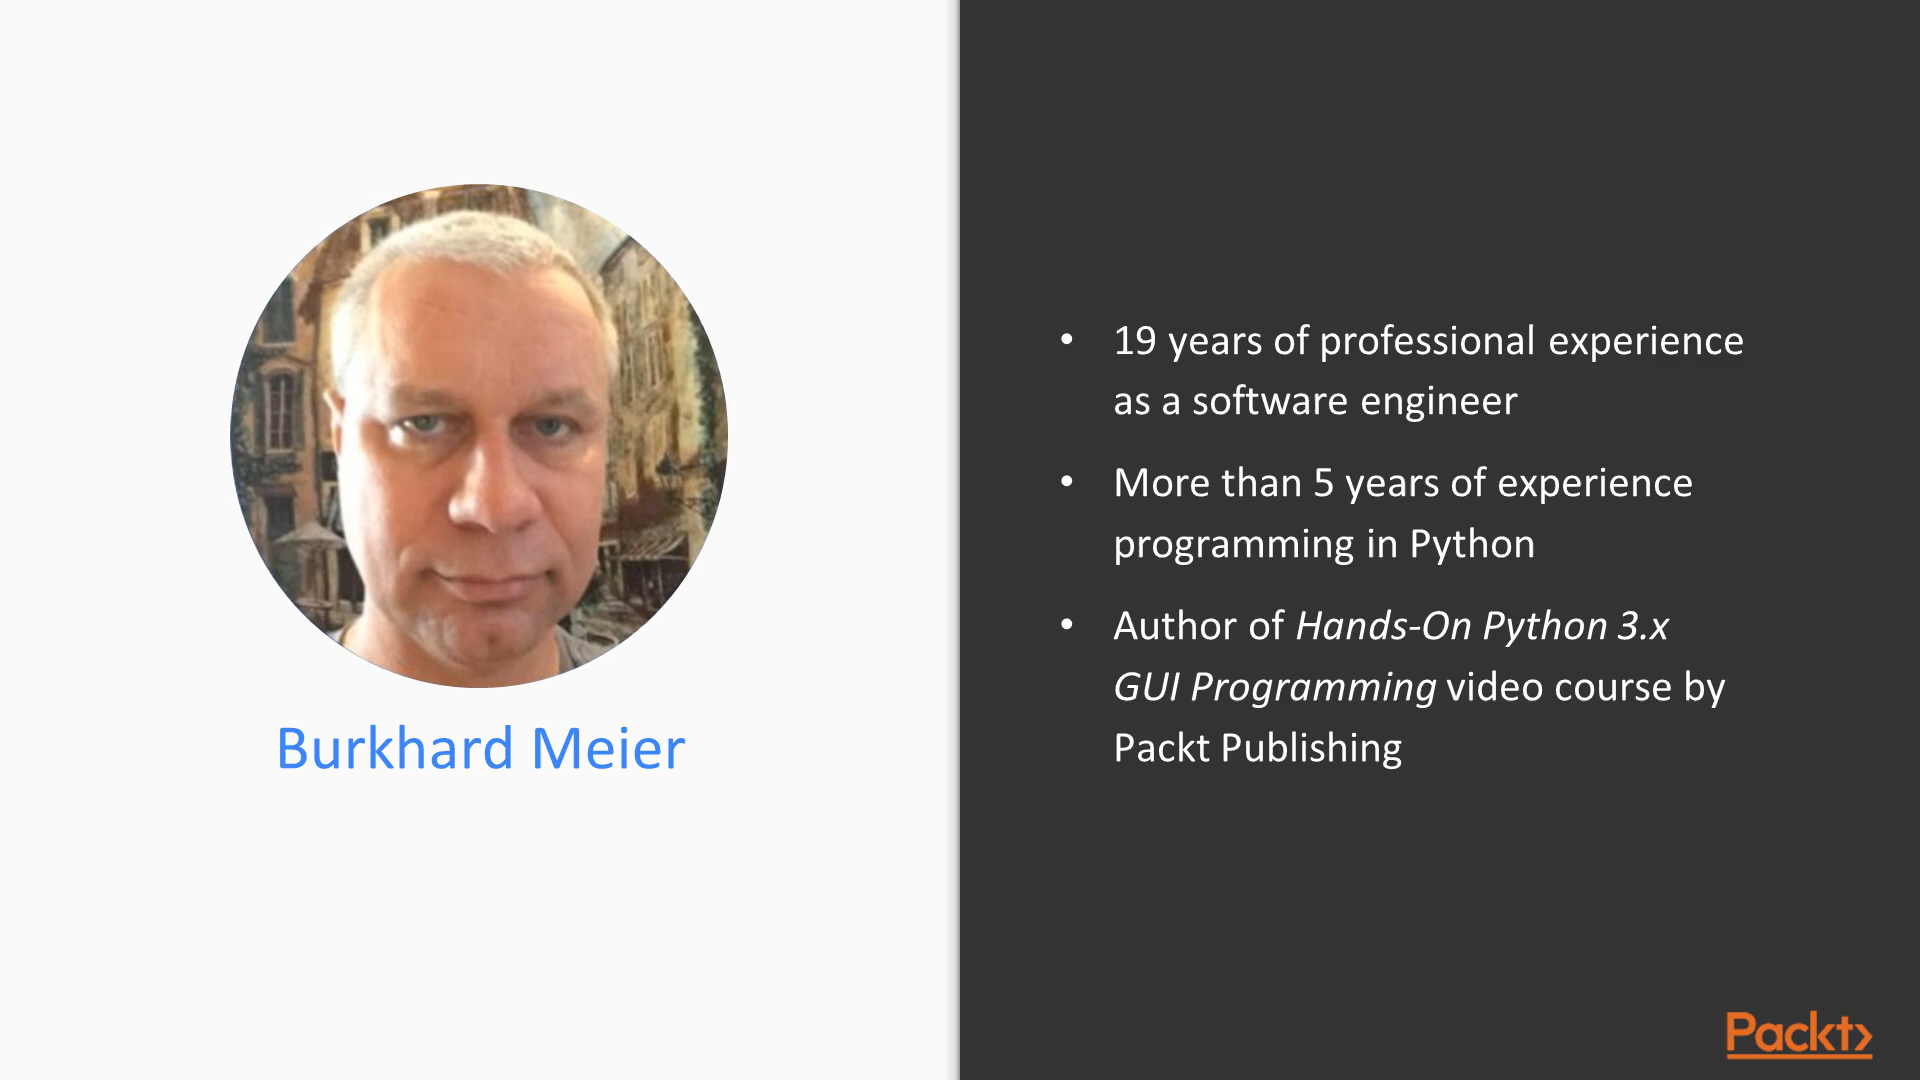 Burkhard Meier
• 19 years of professional experience
as a software engineer
• More than 5 years of experience
programming in Python
• Author of Hands-On Python 3.x
GUI Programming video course by
Packt Publishing
Packt>